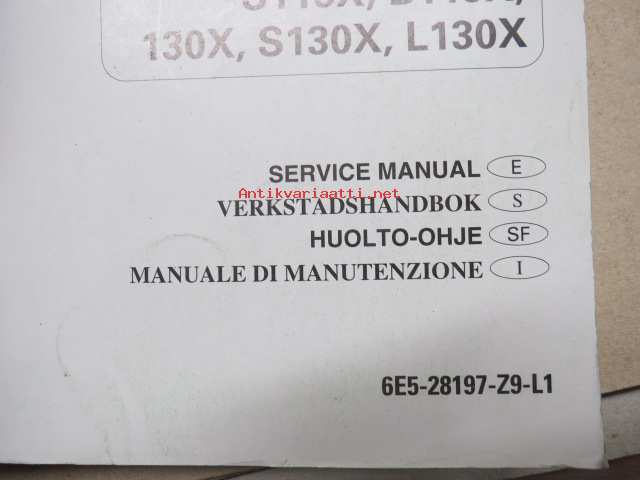 130X, S130X, L130X
SERVICE MANUAL E
Antikvariaatti.net
VERKSTADSHANDBOK S
HUOLTO-OHJE SF
MANUALE DI MANUTENZIONE I
6E5-28197-Z9-L1